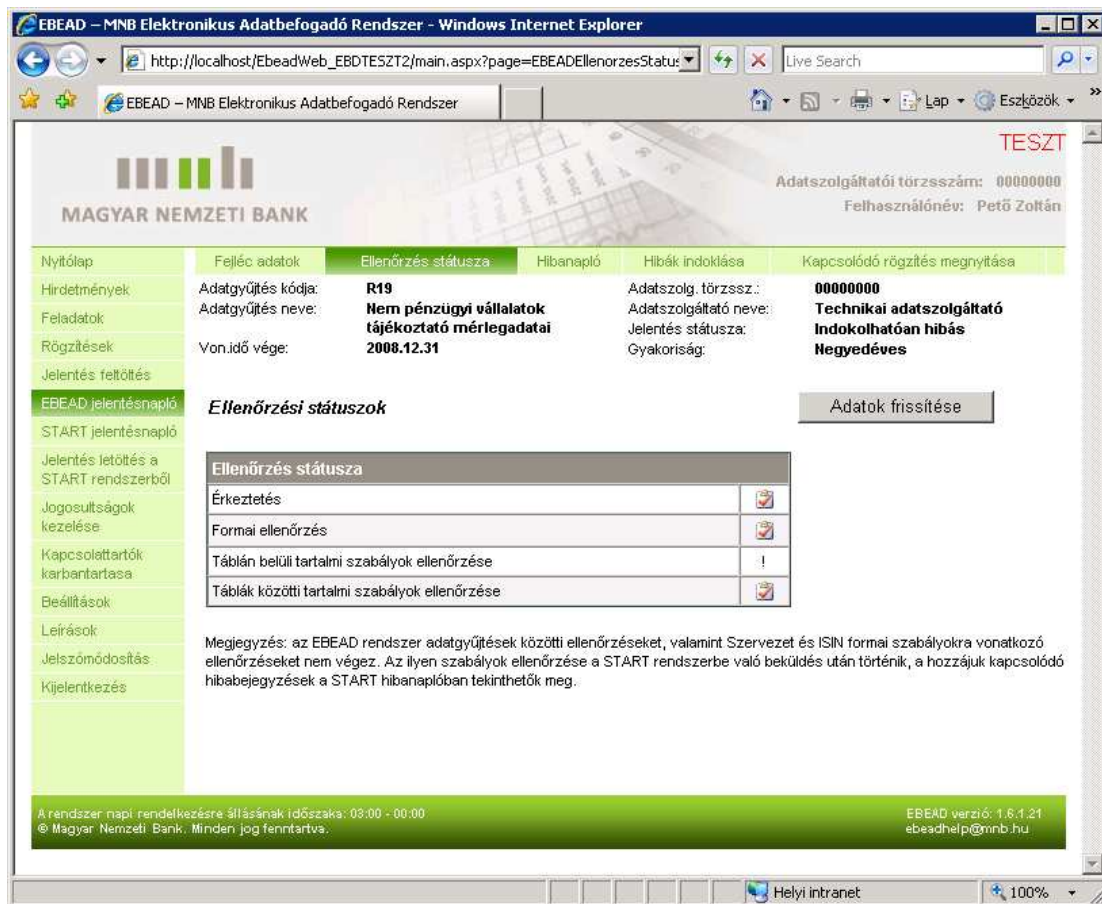 EBEAD – MNB Elektronikus Adatbefogadó Rendszer - Windows Internet Explorer
http://localhost/EbeadWeb_EBDTESZT2/main.aspx?page=EBEADEllenorzesStatus
Live Search
EBEAD – MNB Elektronikus Adatbefogadó Rendszer
Lap
Eszközök
TESZT
MAGYAR NEMZETI BANK
Adatszolgáltatói törzsszám: 00000000
Felhasználónév: Pető Zoltán
Nyitólap
Hirdetmények
Feladatok
Rögzítések
Jelentés feltöltés
EBEAD jelentésnapló
START jelentésnapló
Jelentés letöltés a
START rendszerből
Jogosultságok
kezelése
Kapcsolattartók
karbantartasa
Beállítások
Leírások
Jelszómódosítás
Kijelentkezés
Fejléc adatok Ellenőrzés státusza Hibanapló Hibák indoklása Kapcsolódó rögzítés megnyitása
Adatgyűjtés kódja: R19
Adatgyűjtés neve: Nem pénzügyi vállalatok
tájékoztató mérlegadatai
Von.idő vége: 2008.12.31
Adatszolg. törzssz.: 00000000
Adatszolgáltató neve: Technikai adatszolgáltató
Jelentés státusza: Indokolhatóan hibás
Gyakoriság: Negyedéves
Ellenőrzési státuszok
Adatok frissítése
Ellenőrzés státusza
Érkeztetés
Formai ellenőrzés
Táblán belüli tartalmi szabályok ellenőrzése !
Táblák közötti tartalmi szabályok ellenőrzése
Megjegyzés: az EBEAD rendszer adatgyűjtések közötti ellenőrzéseket, valamint Szervezet és ISIN formai szabályokra vonatkozó
ellenőrzéseket nem végez. Az ilyen szabályok ellenőrzése a START rendszerbe való beküldés után történik, a hozzájuk kapcsolódó
hibabejegyzések a START hibanaplóban tekinthetők meg.
A rendszer napi rendelkezésre állásának időszaka: 03:00 - 00:00
© Magyar Nemzeti Bank. Minden jog fenntartva.
EBEAD verzió: 1.6.1.21
ebeadhelp@mnb.hu
Helyi intranet
100%